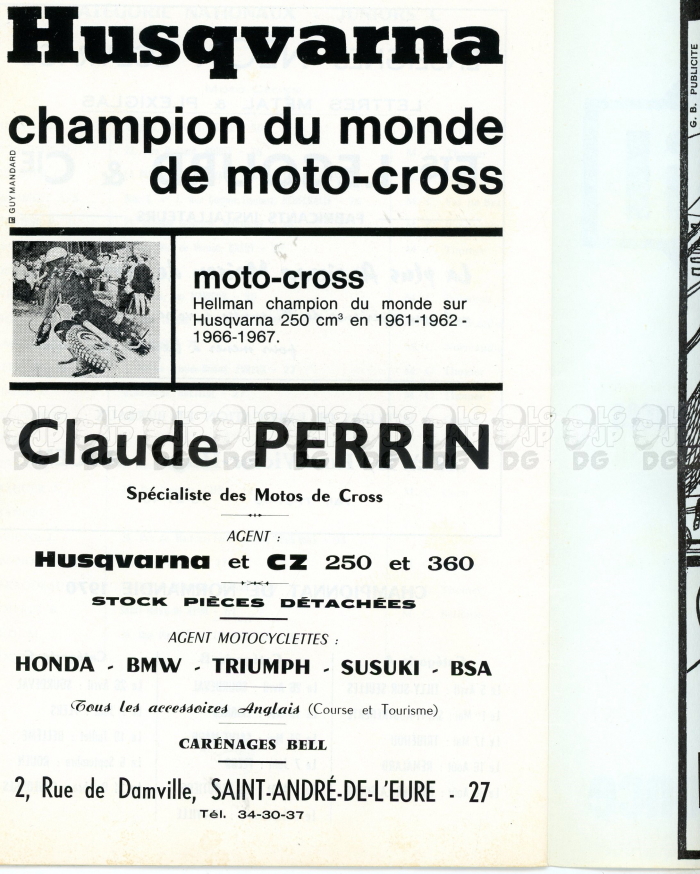 Husqvarna
champion du monde
de moto-cross
GUY MANDARD
moto-cross
Hellman champion du monde sur
Husqvarna 250 cm³ en 1961-1962 -
1966-1967.
Claude PERRIN
Spécialiste des Motos de Cross
AGENT :
Husqvarna et CZ 250 et 360
STOCK PIÈCES DÉTACHÉES
AGENT MOTOCYCLETTES :
HONDA - BMW - TRIUMPH - SUSUKI - BSA
Tous les accessoires Anglais (Course et Tourisme)
CARÉNAGES BELL
2, Rue de Damville, SAINT-ANDRÉ-DE-L'EURE - 27
Tél. 34-30-37
G. B. PUBLICITE
LG JP DG